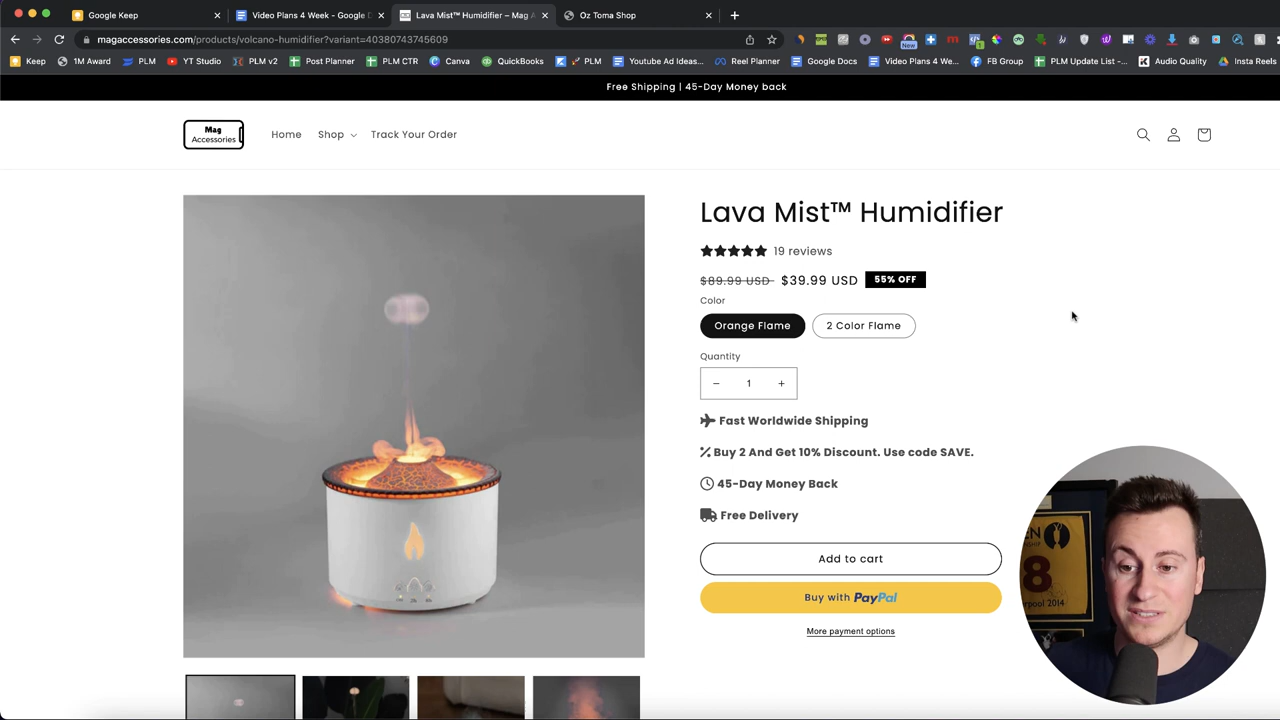 Google Keep
Video Plans 4 Week - Google D
Lava Mist™ Humidifier – Mag A
Oz Toma Shop
magaccessories.com/products/volcano-humidifier?variant=40380743745609
Keep
1M Award
PLM
YT Studio
PLM v2
Post Planner
PLM CTR
Canva
QuickBooks
PLM
Youtube Ad Ideas...
Reel Planner
Google Docs
Video Plans 4 We...
FB Group
PLM Update List -...
Audio Quality
Insta Reels
New
Free Shipping | 45-Day Money back
Mag
Accessories
Home
Shop
Track Your Order
Lava Mist™ Humidifier
19 reviews
$89.99 USD $39.99 USD 55% OFF
Color
Orange Flame
2 Color Flame
Quantity
− 1 +
Fast Worldwide Shipping
Buy 2 And Get 10% Discount. Use code SAVE.
45-Day Money Back
Free Delivery
Add to cart
Buy with PayPal
More payment options
8
2014